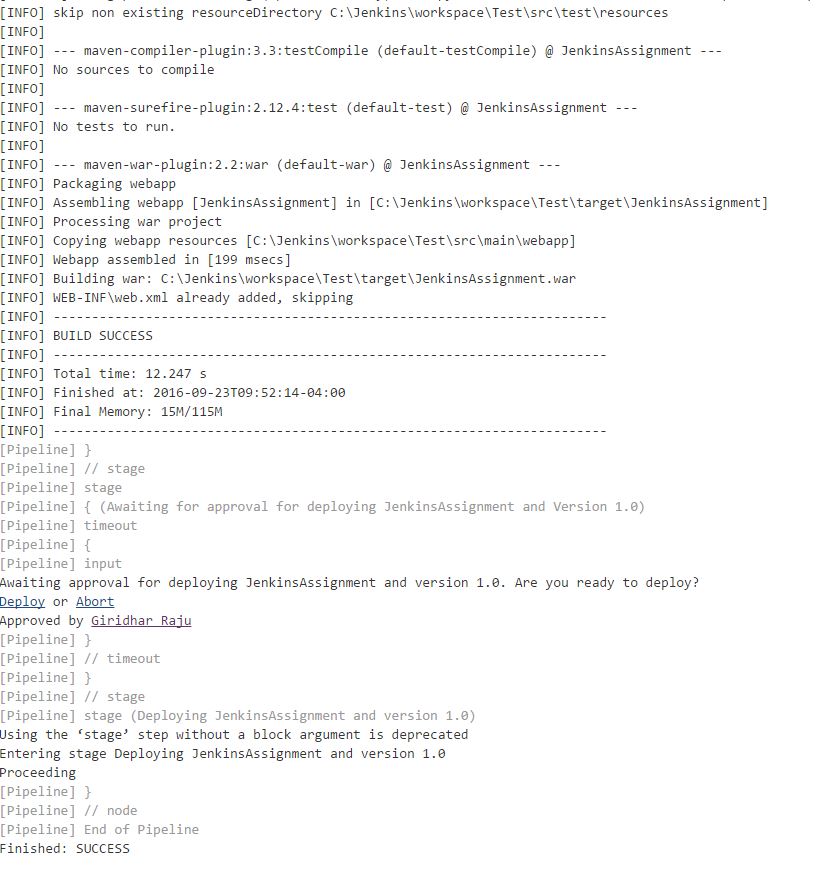 [INFO] skip non existing resourceDirectory C:\Jenkins\workspace\Test\src\test\resources
[INFO]
[INFO] --- maven-compiler-plugin:3.3:testCompile (default-testCompile) @ JenkinsAssignment ---
[INFO] No sources to compile
[INFO]
[INFO] --- maven-surefire-plugin:2.12.4:test (default-test) @ JenkinsAssignment ---
[INFO] No tests to run.
[INFO]
[INFO] --- maven-war-plugin:2.2:war (default-war) @ JenkinsAssignment ---
[INFO] Packaging webapp
[INFO] Assembling webapp [JenkinsAssignment] in [C:\Jenkins\workspace\Test\target\JenkinsAssignment]
[INFO] Processing war project
[INFO] Copying webapp resources [C:\Jenkins\workspace\Test\src\main\webapp]
[INFO] Webapp assembled in [199 msecs]
[INFO] Building war: C:\Jenkins\workspace\Test\target\JenkinsAssignment.war
[INFO] WEB-INF\web.xml already added, skipping
[INFO] ------------------------------------------------------------------------
[INFO] BUILD SUCCESS
[INFO] ------------------------------------------------------------------------
[INFO] Total time: 12.247 s
[INFO] Finished at: 2016-09-23T09:52:14-04:00
[INFO] Final Memory: 15M/115M
[INFO] ------------------------------------------------------------------------
[Pipeline] }
[Pipeline] // stage
[Pipeline] stage
[Pipeline] { (Awaiting for approval for deploying JenkinsAssignment and Version 1.0)
[Pipeline] timeout
[Pipeline] {
[Pipeline] input
Awaiting approval for deploying JenkinsAssignment and version 1.0. Are you ready to deploy?
Deploy or Abort
Approved by Giridhar Raju
[Pipeline] }
[Pipeline] // timeout
[Pipeline] }
[Pipeline] // stage
[Pipeline] stage (Deploying JenkinsAssignment and version 1.0)
Using the ‘stage’ step without a block argument is deprecated
Entering stage Deploying JenkinsAssignment and version 1.0
Proceeding
[Pipeline] }
[Pipeline] // node
[Pipeline] End of Pipeline
Finished: SUCCESS